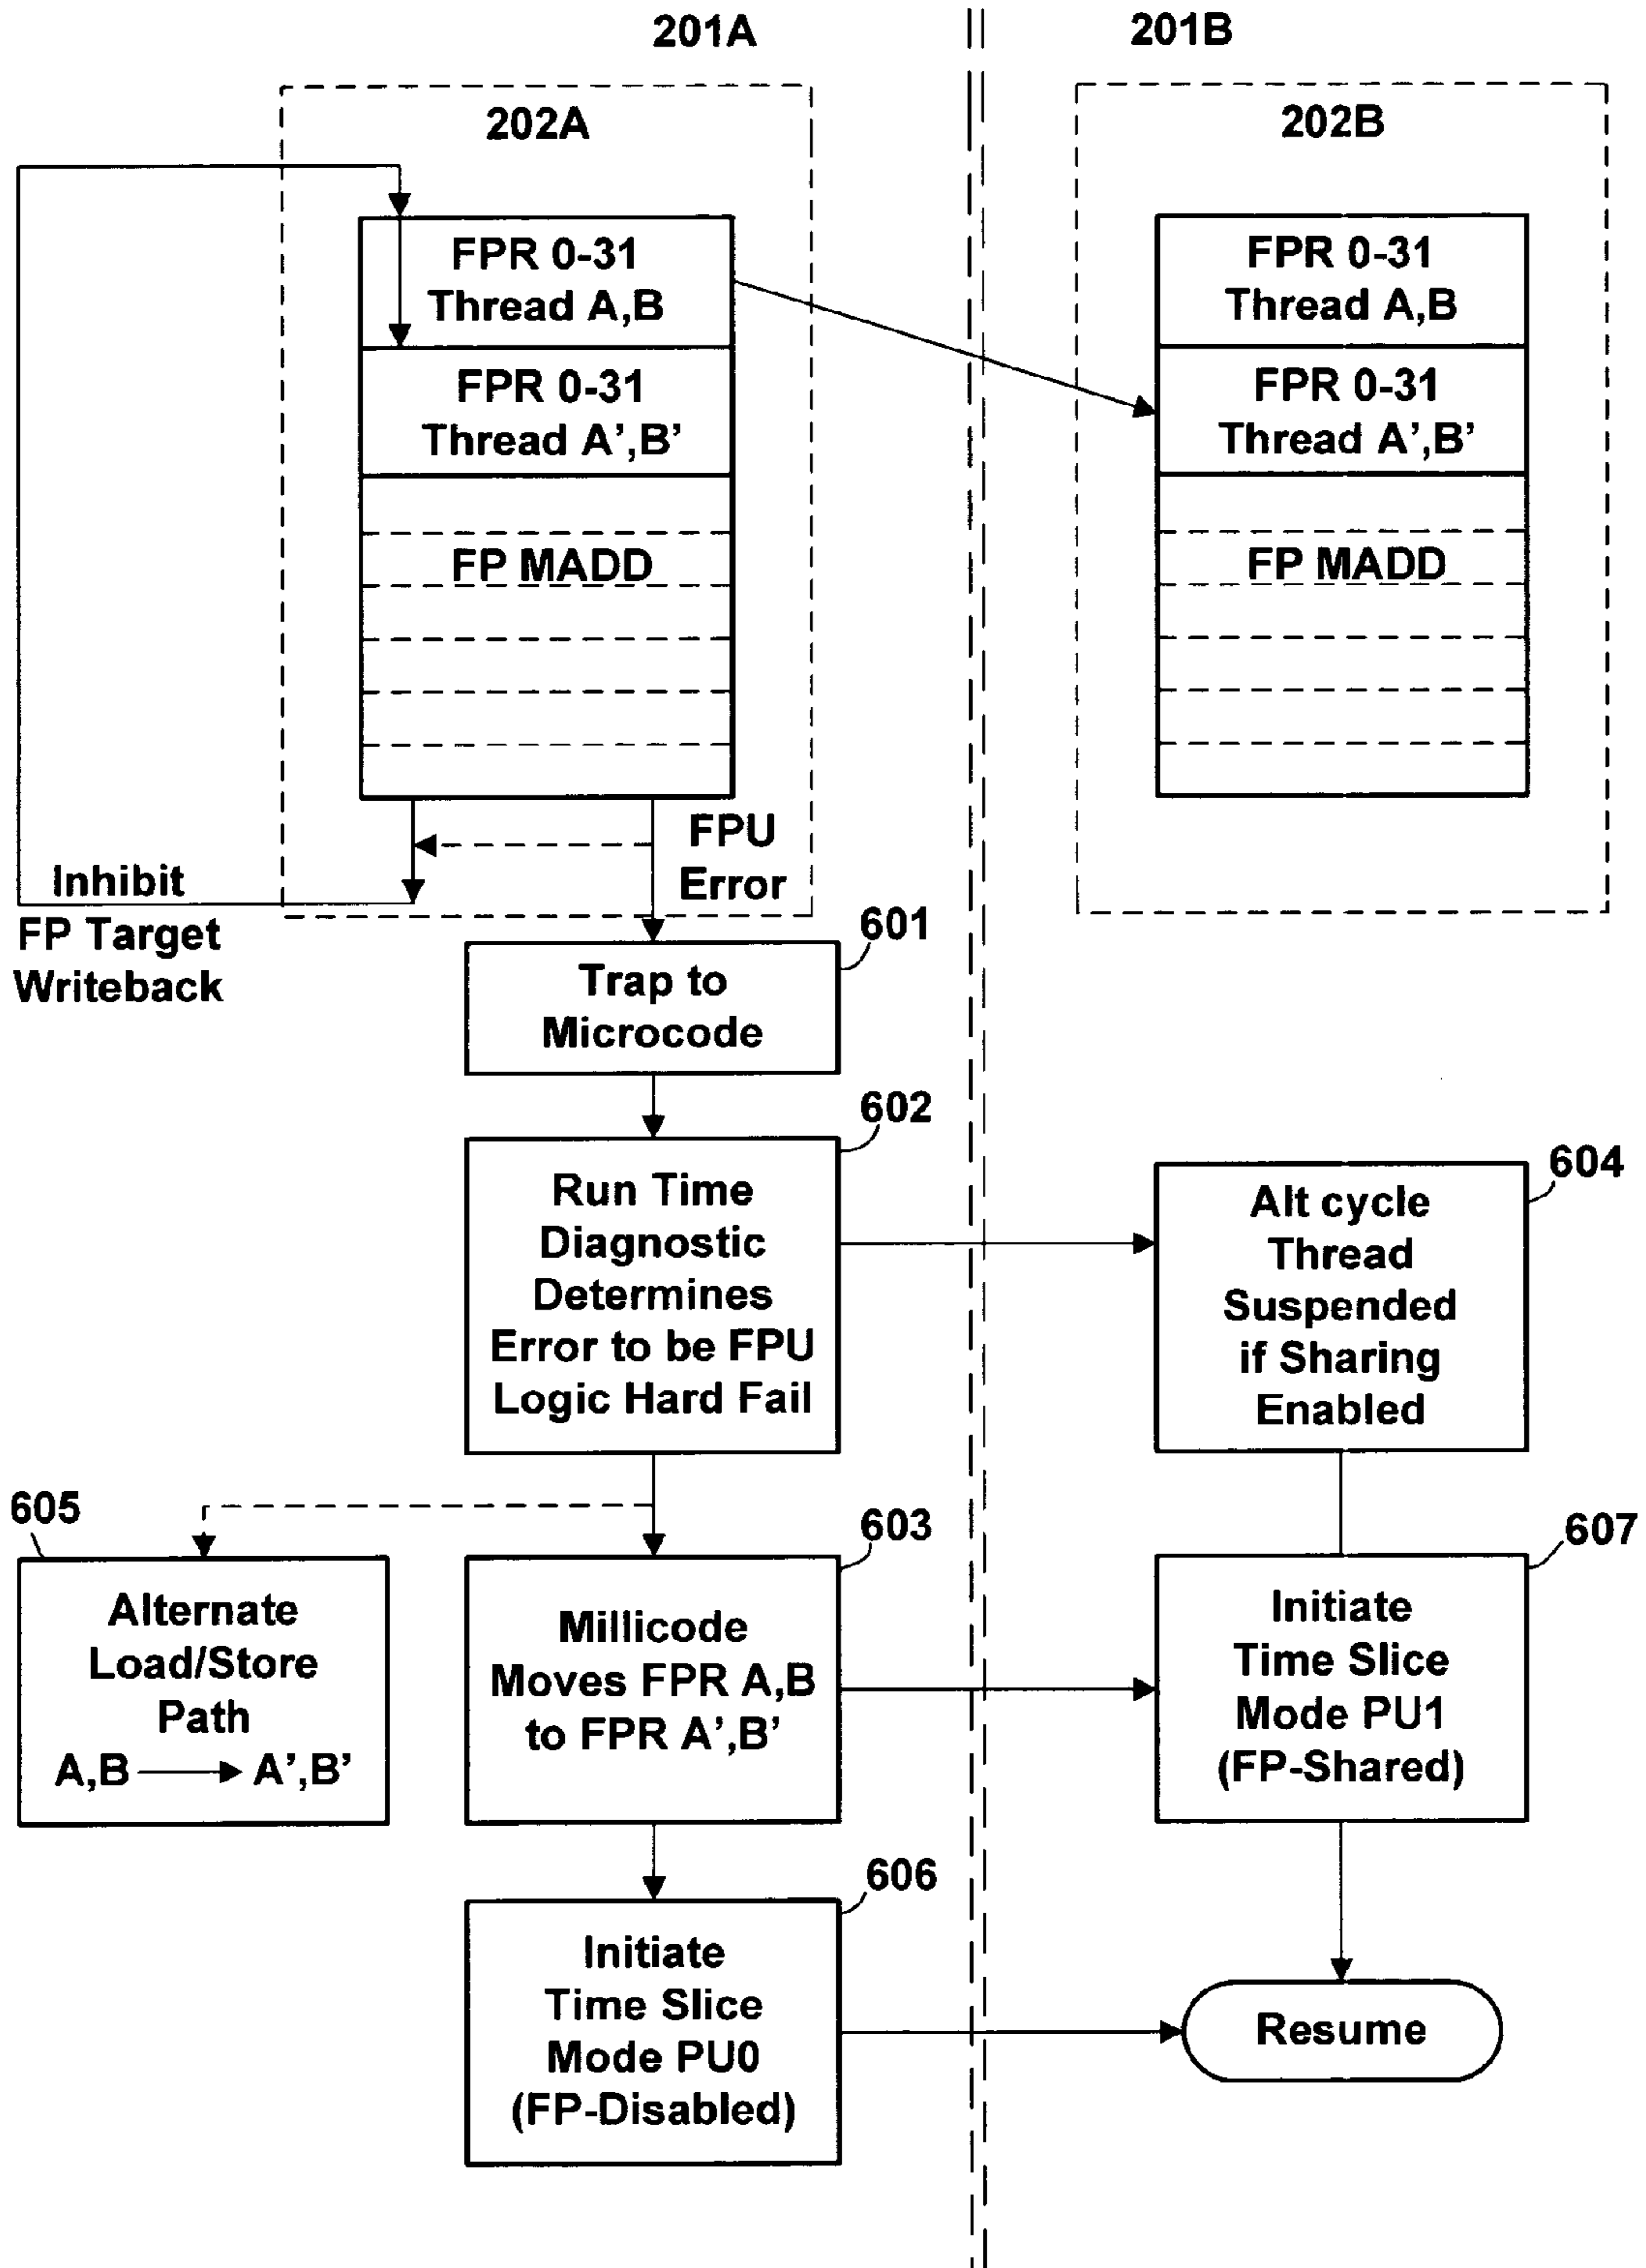 201A
201B
202A
202B
FPR 0-31
Thread A,B
FPR 0-31
Thread A',B'
FP MADD
FPR 0-31
Thread A,B
FPR 0-31
Thread A',B'
FP MADD
FPU
Error
Inhibit
FP Target
Writeback
601
Trap to
Microcode
602
Run Time
Diagnostic
Determines
Error to be FPU
Logic Hard Fail
604
Alt cycle
Thread
Suspended
if Sharing
Enabled
605
Alternate
Load/Store
Path
A,B → A',B'
603
Millicode
Moves FPR A,B
to FPR A',B'
607
Initiate
Time Slice
Mode PU1
(FP-Shared)
606
Initiate
Time Slice
Mode PU0
(FP-Disabled)
Resume